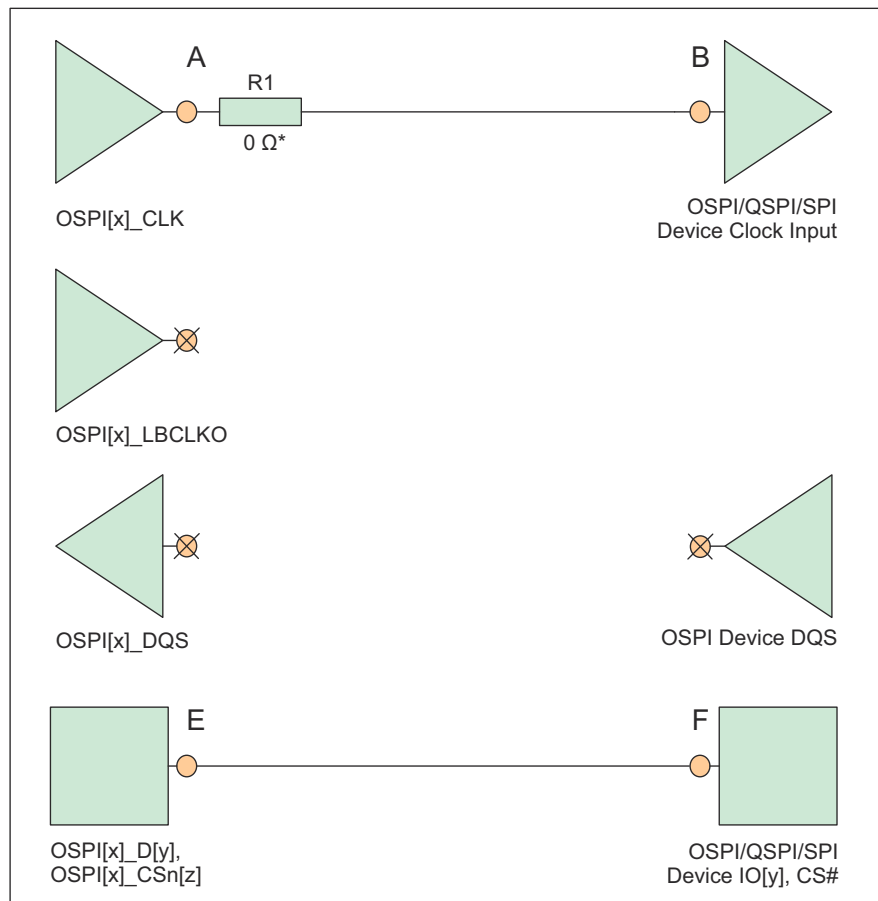 A
B
R1
0 Ω*
OSPI[x]_CLK
OSPI/QSPI/SPI
Device Clock Input
OSPI[x]_LBCLKO
OSPI[x]_DQS
OSPI Device DQS
E
F
OSPI[x]_D[y],
OSPI[x]_CSn[z]
OSPI/QSPI/SPI
Device IO[y], CS#